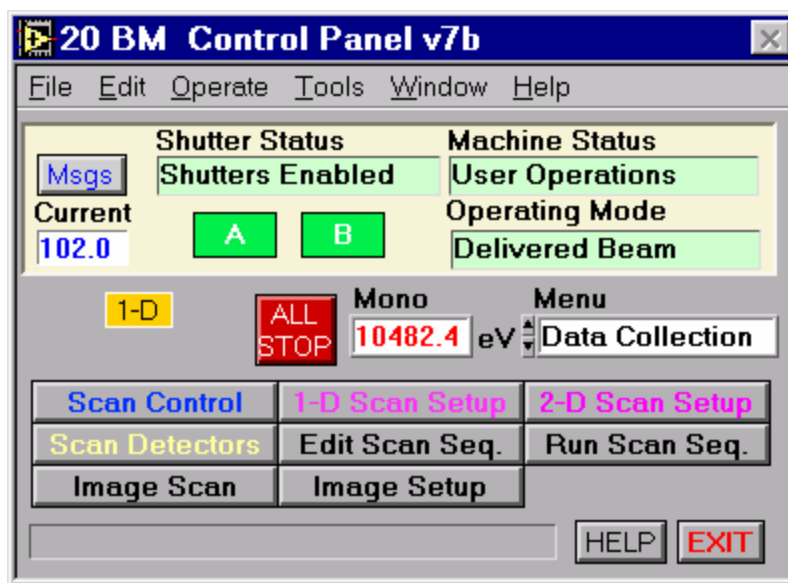 20 BM Control Panel v7b
File Edit Operate Tools Window Help
Shutter Status Machine Status
Msgs Shutters Enabled User Operations
Current A B Operating Mode
102.0 Delivered Beam
1-D ALL STOP Mono Menu
10482.4 eV Data Collection
Scan Control 1-D Scan Setup 2-D Scan Setup
Scan Detectors Edit Scan Seq. Run Scan Seq.
Image Scan Image Setup
HELP EXIT